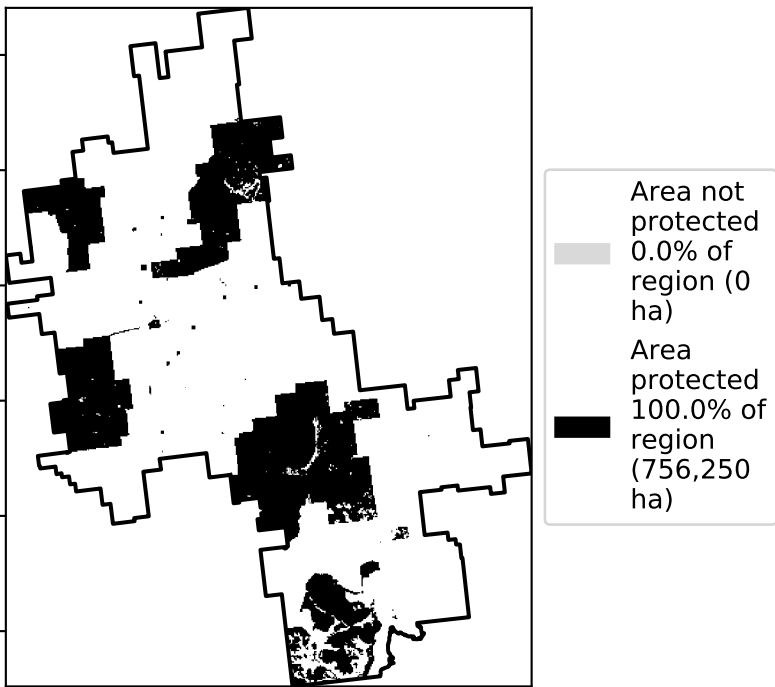 Area not
protected
0.0% of
region (0
ha)
Area
protected
100.0% of
region
(756,250
ha)